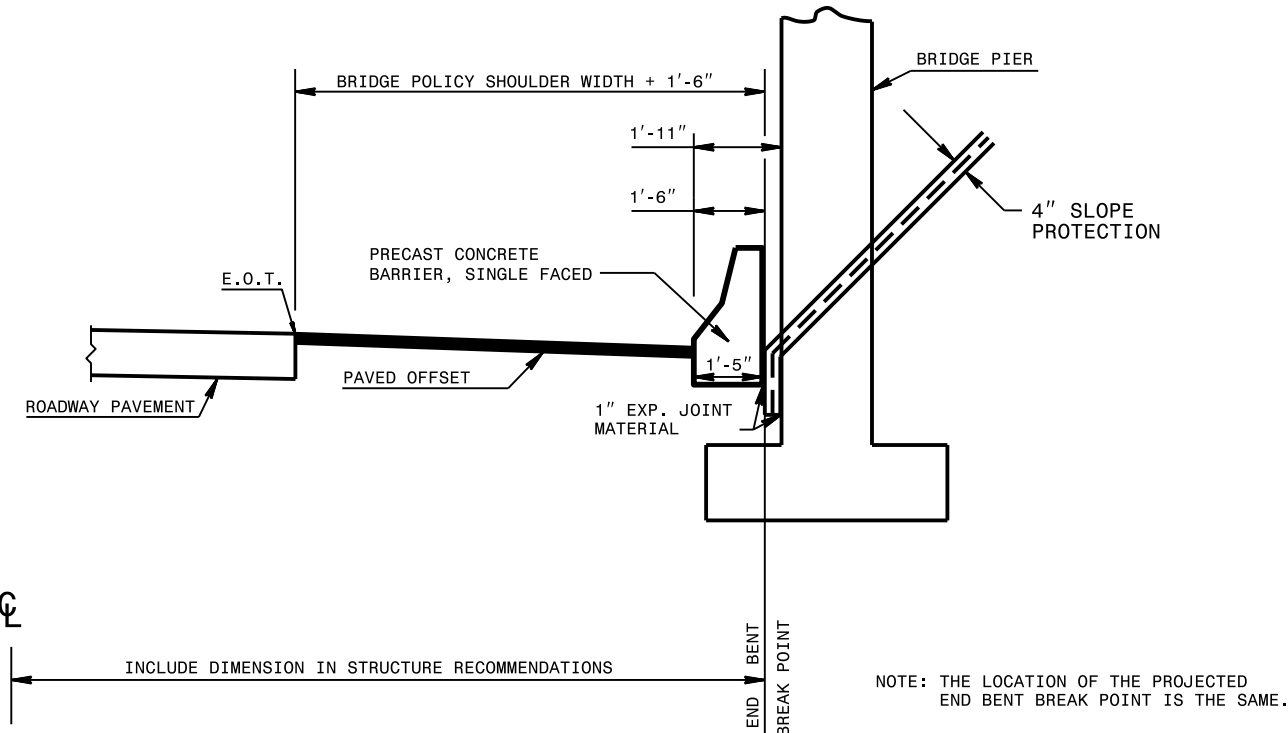 BRIDGE PIER
BRIDGE POLICY SHOULDER WIDTH + 1'-6"
1'-11"
1'-6"
4" SLOPE
PROTECTION
PRECAST CONCRETE
BARRIER, SINGLE FACED
E.O.T.
1'-5"
PAVED OFFSET
ROADWAY PAVEMENT
1" EXP. JOINT
MATERIAL
℄
INCLUDE DIMENSION IN STRUCTURE RECOMMENDATIONS
END BENT
BREAK POINT
NOTE: THE LOCATION OF THE PROJECTED
END BENT BREAK POINT IS THE SAME.